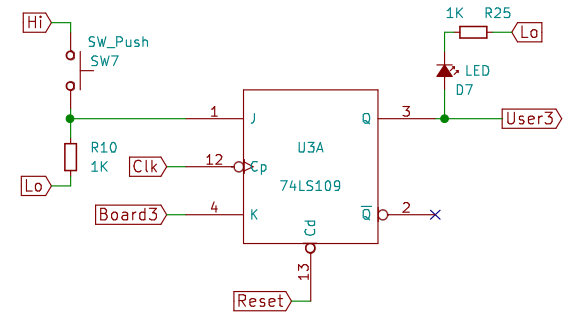 Hi
SW_Push
SW7
1K R25
Lo
LED
D7
1
J
Q
3
User3
R10
1K
U3A
Clk
12
Cp
74LS109
Lo
Board3
4
K
Q
2
Cd
13
Reset